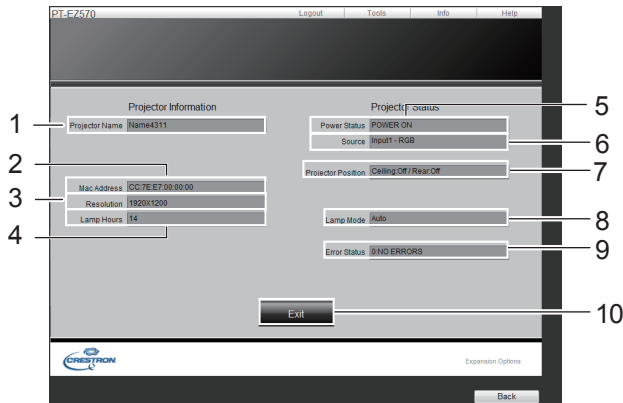 PT-EZ570
Logout Tools Info Help
Projector Information
Projector Status
5
1
Projector Name Name4311
Power Status POWER ON
Source Input1 - RGB
6
2
Projector Position Ceiling:Off / Rear:Off
7
3
Mac Address CC:7E:E7:00:00:00
Resolution 1920X1200
Lamp Hours 14
4
Lamp Mode Auto
8
Error Status 0:NO ERRORS
9
Exit
10
CRESTRON
Expansion Options
Back